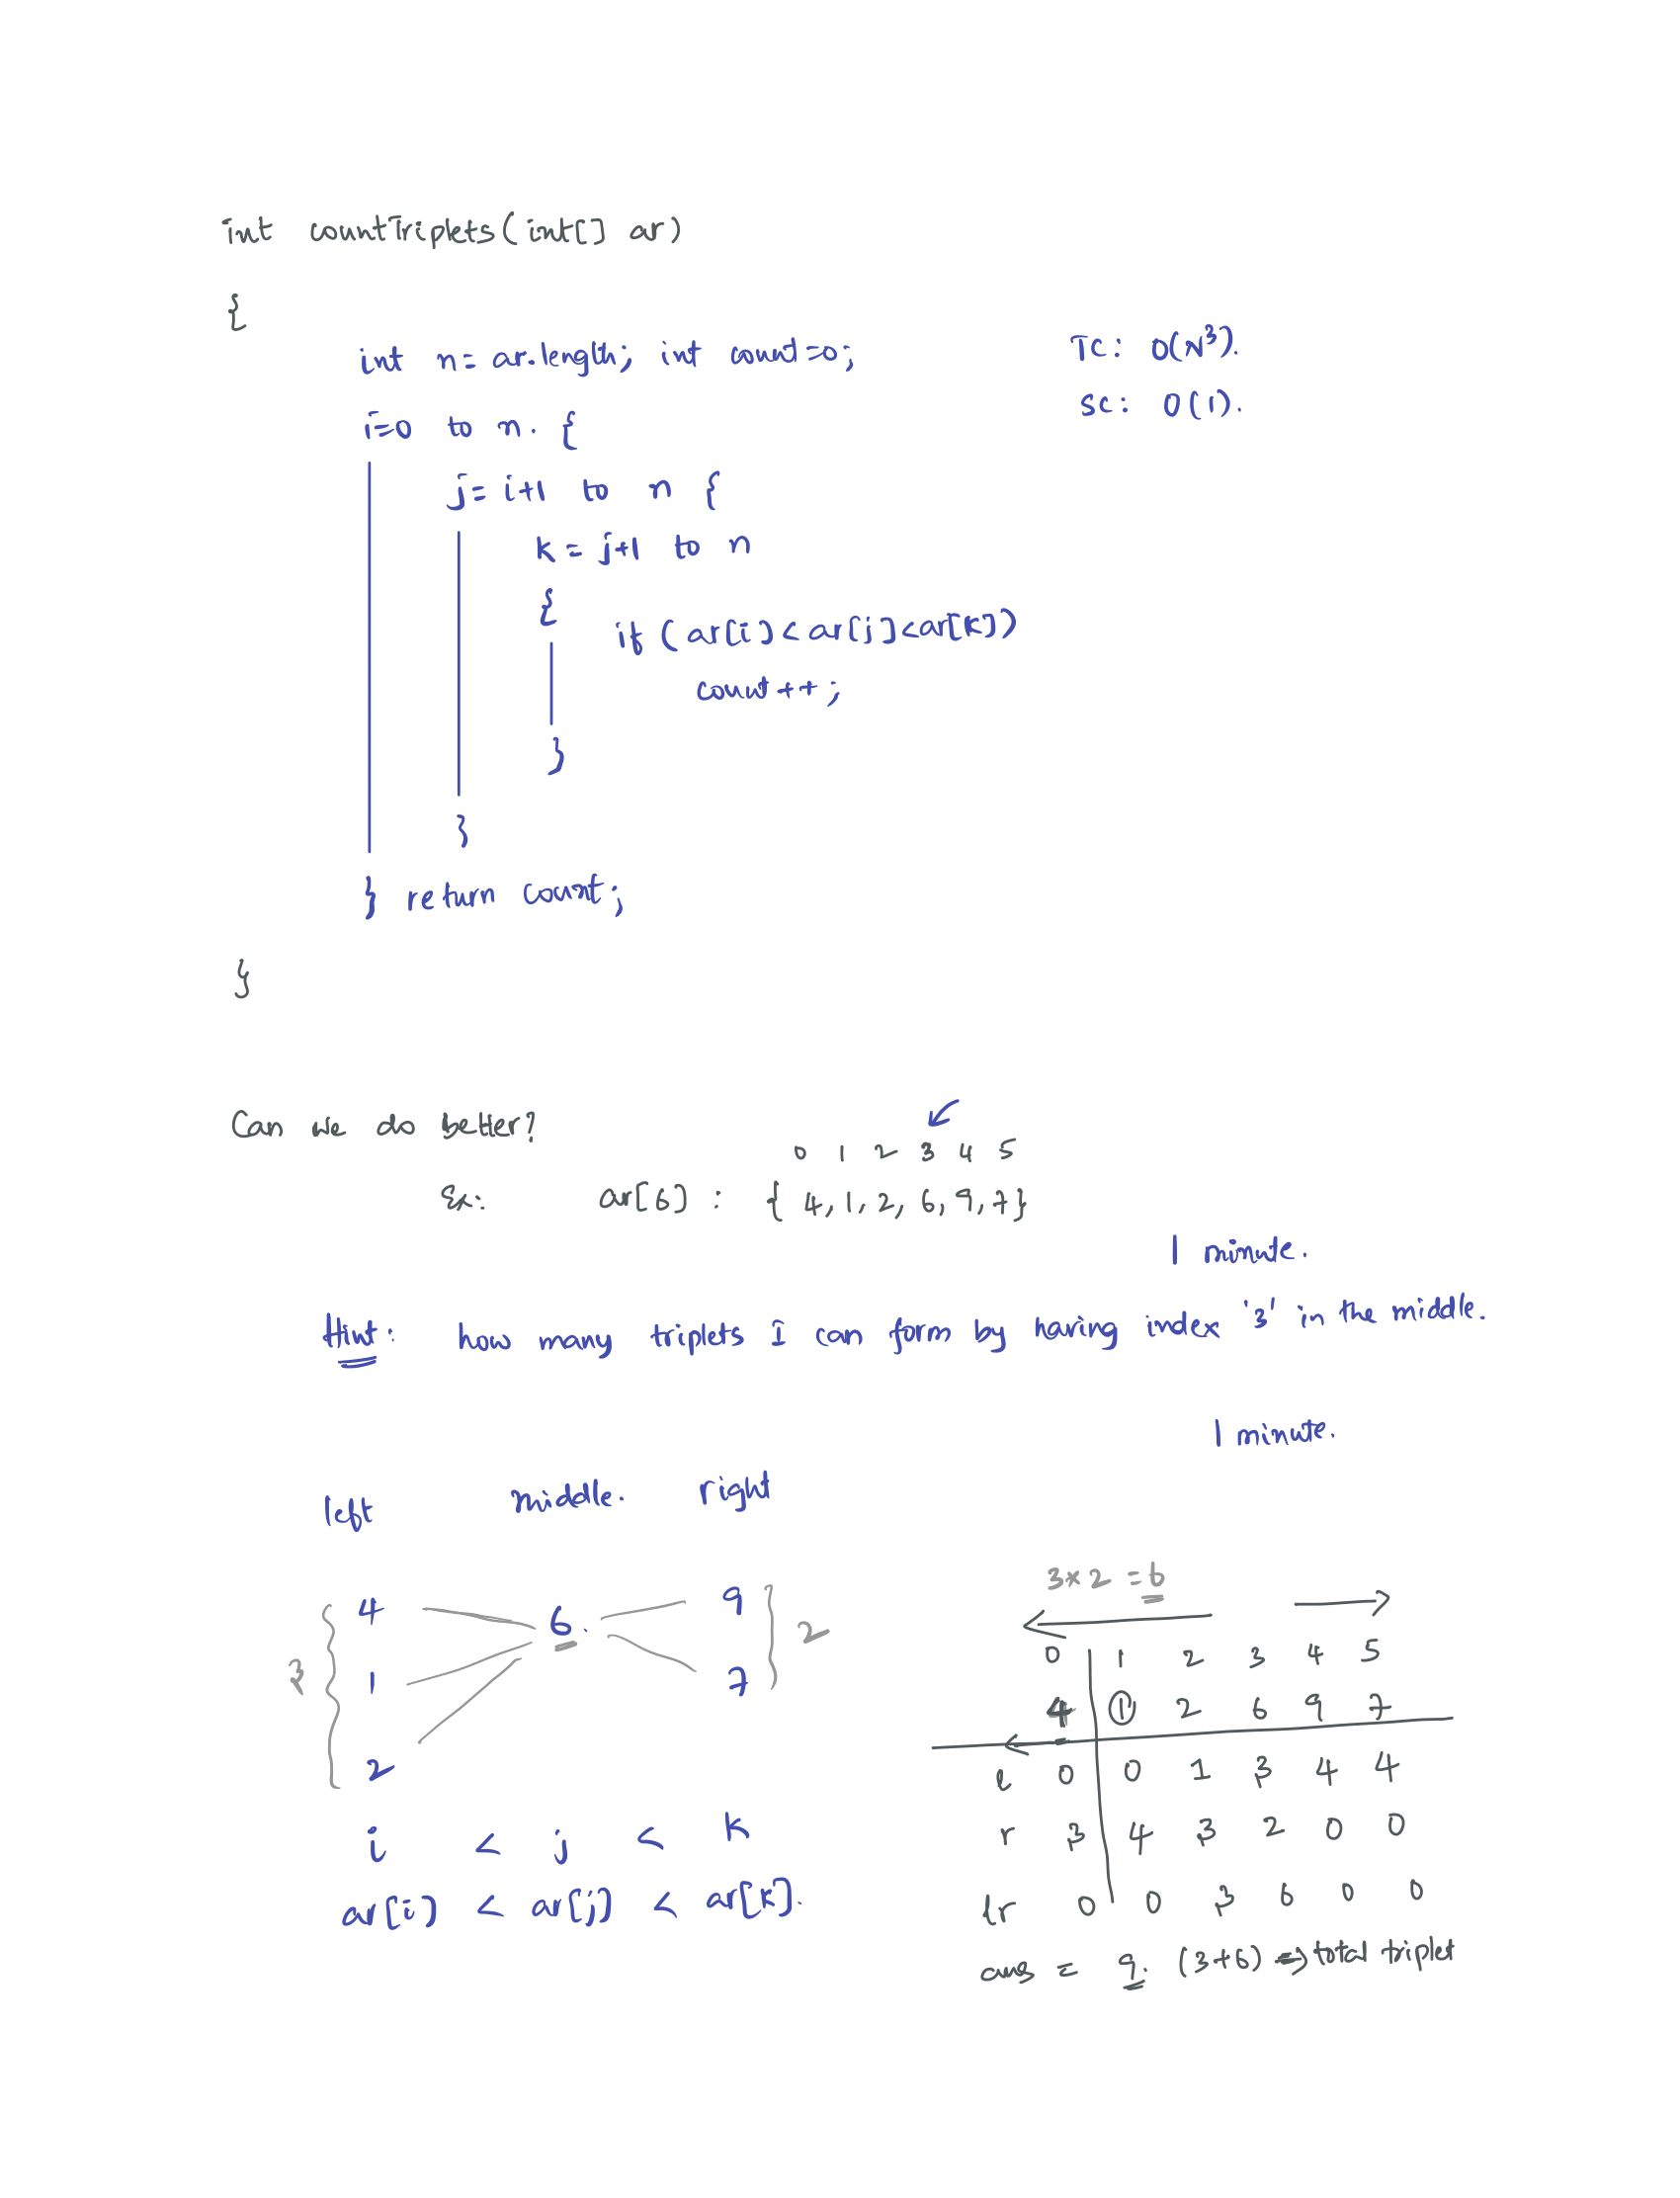 int countTriplets(int[] ar)
{
int n= ar.length; int count=0;
TC: O(N³).
SC: O(1).
i=0 to n. {
j= i+1 to n {
k = j+1 to n
{
if (ar[i]<ar[j]<ar[k])
count++;
}
}
} return count;
}
Can we do better?
0 1 2 3 4 5
Ex: ar[6] : { 4, 1, 2, 6, 9, 7}
1 minute.
Hint: how many triplets I can form by having index '3' in the middle.
1 minute.
left middle. right
3 4 6. 9 2
1 7
2
i < j < k
ar[i] < ar[j] < ar[k].
3×2 = 6
0 1 2 3 4 5
4 1 2 6 9 7
l 0 0 1 3 4 4
r 3 4 3 2 0 0
lr 0 0 3 6 0 0
ans = 9. (3+6) => total triplet